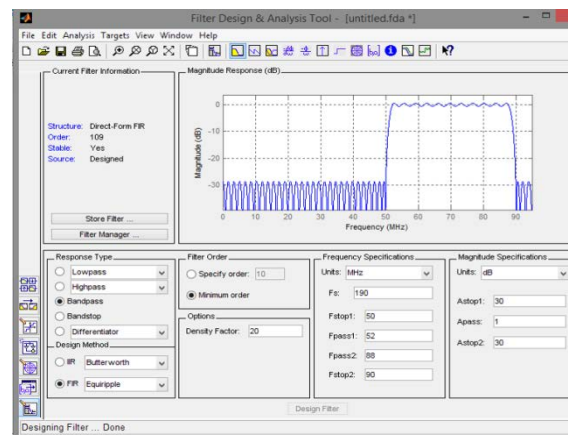 Filter Design & Analysis Tool - [untitled.fda *]
File Edit Analysis Targets View Window Help
Current Filter Information
Structure: Direct-Form FIR
Order: 109
Stable: Yes
Source: Designed
Store Filter ...
Filter Manager ...
Magnitude Response (dB)
Magnitude (dB)
0
-10
-20
-30
0 10 20 30 40 50 60 70 80 90
Frequency (MHz)
Response Type
Lowpass
Highpass
Bandpass
Bandstop
Differentiator
Design Method
IIR Butterworth
FIR Equiripple
Filter Order
Specify order: 10
Minimum order
Options
Density Factor: 20
Frequency Specifications
Units: MHz
Fs: 190
Fstop1: 50
Fpass1: 52
Fpass2: 88
Fstop2: 90
Magnitude Specifications
Units: dB
Astop1: 30
Apass: 1
Astop2: 30
Design Filter
Designing Filter ... Done